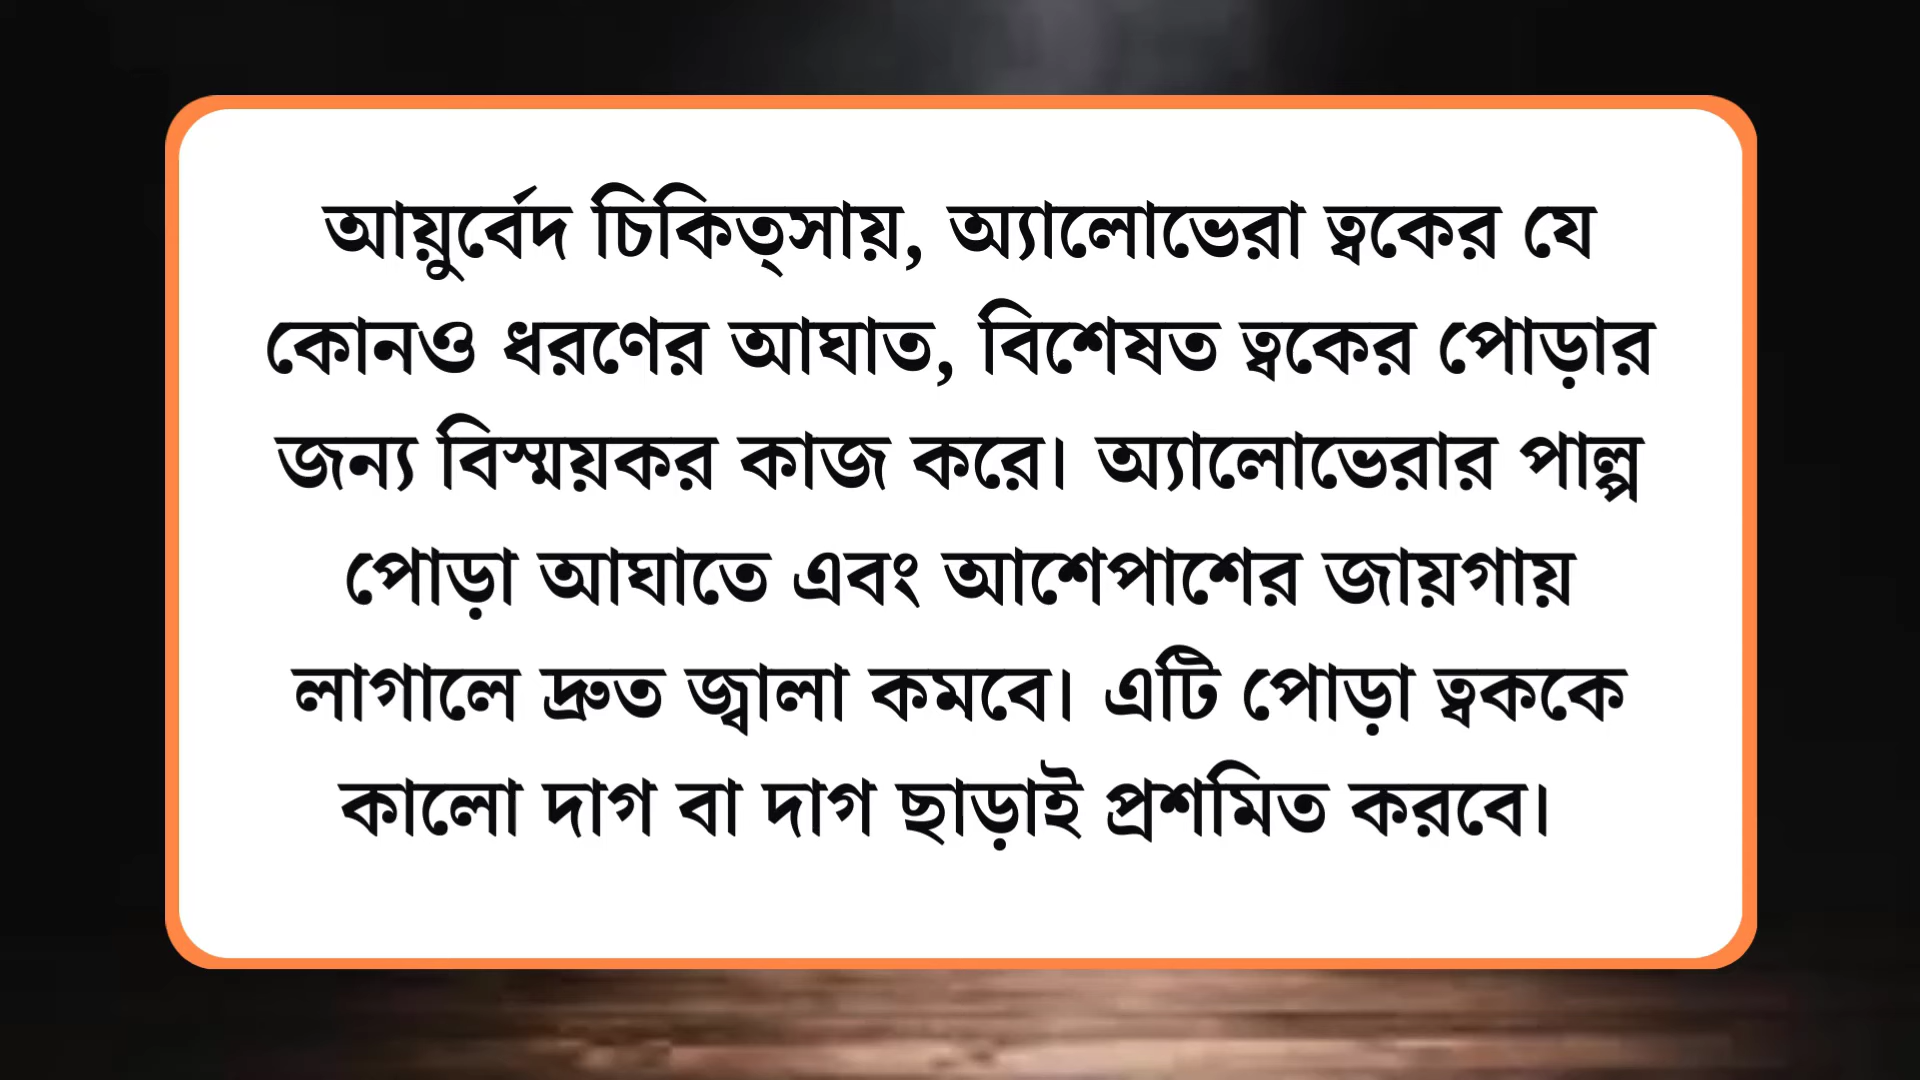 আয়ুর্বেদ চিকিত্সায়, অ্যালোভেরা ত্বকের যে
কোনও ধরণের আঘাত, বিশেষত ত্বকের পোড়ার
জন্য বিস্ময়কর কাজ করে। অ্যালোভেরার পাল্প
পোড়া আঘাতে এবং আশেপাশের জায়গায়
লাগালে দ্রুত জ্বালা কমবে। এটি পোড়া ত্বককে
কালো দাগ বা দাগ ছাড়াই প্রশমিত করবে।